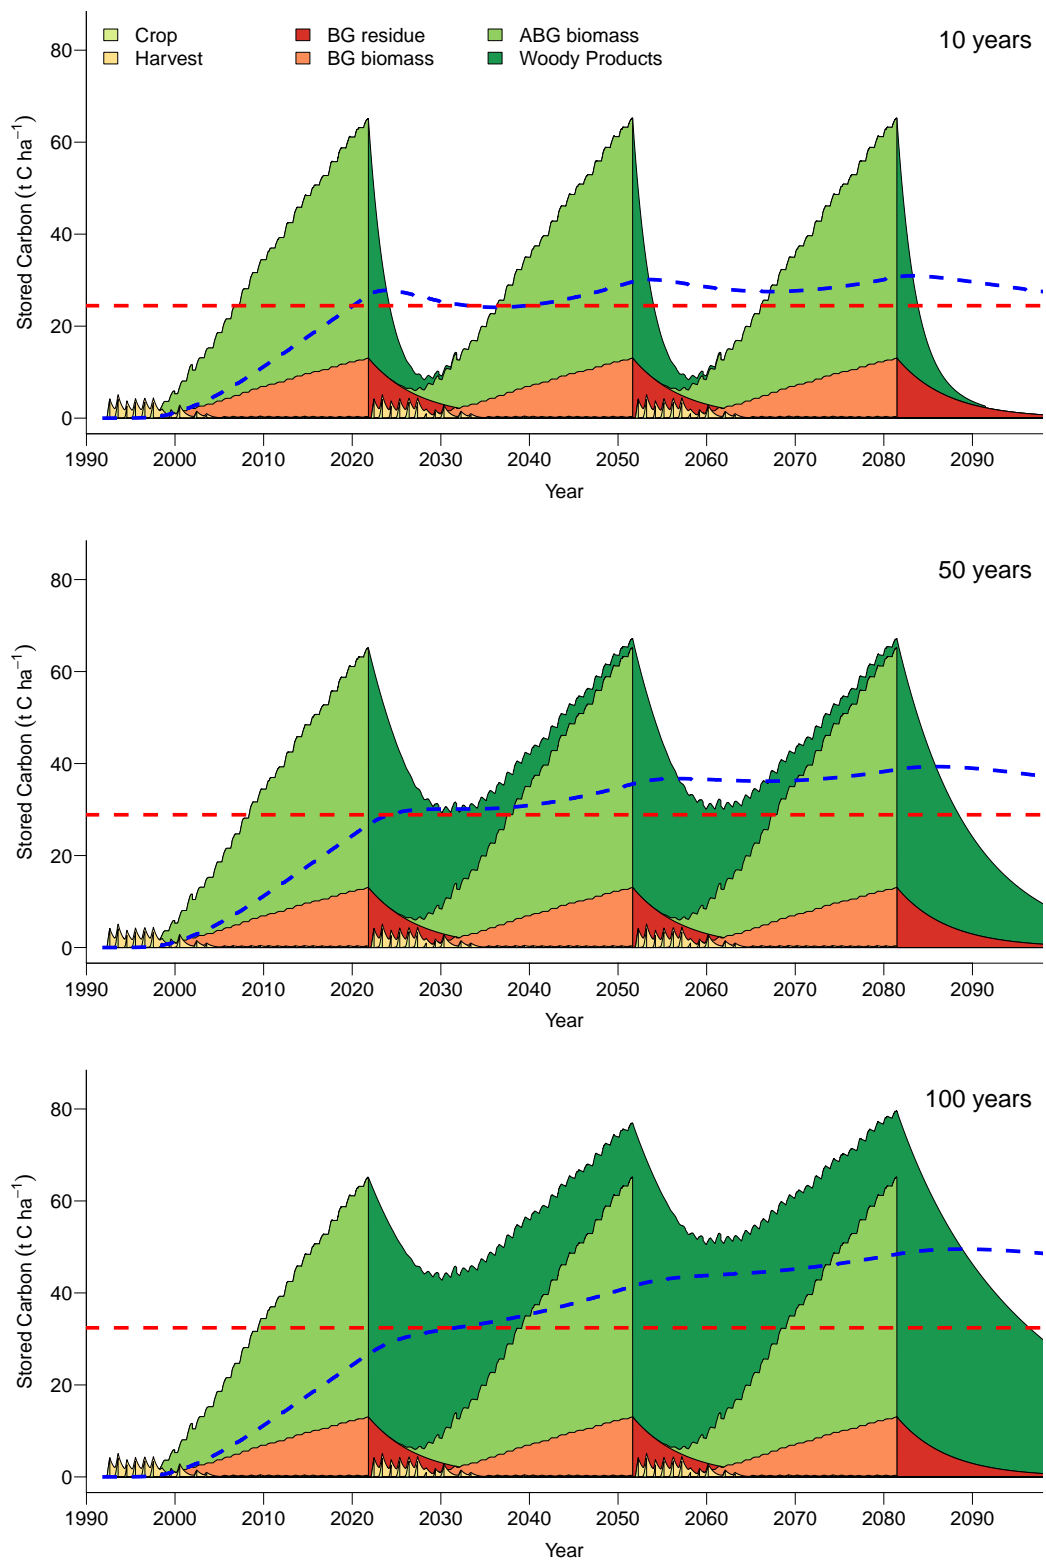 Crop BG residue ABG biomass 10 years
Harvest BG biomass Woody Products
Stored Carbon (t C ha⁻¹)
80
60
40
20
0
1990 2000 2010 2020 2030 2040 2050 2060 2070 2080 2090
Year
50 years
Stored Carbon (t C ha⁻¹)
80
60
40
20
0
1990 2000 2010 2020 2030 2040 2050 2060 2070 2080 2090
Year
100 years
Stored Carbon (t C ha⁻¹)
80
60
40
20
0
1990 2000 2010 2020 2030 2040 2050 2060 2070 2080 2090
Year